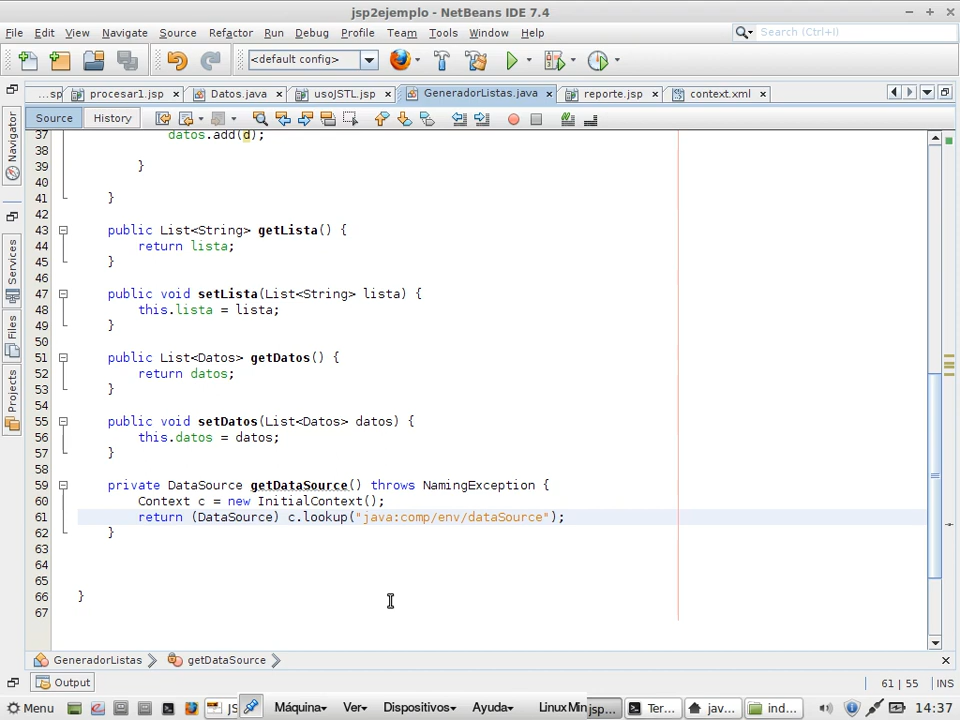 jsp2ejemplo - NetBeans IDE 7.4
File Edit View Navigate Source Refactor Run Debug Profile Team Tools Window Help
Search (Ctrl+I)
<default config>
...sp procesar1.jsp Datos.java usoJSTL.jsp GeneradorListas.java reporte.jsp context.xml
Source History
Navigator
Services
Files
Projects
37 datos.add(d);
38
39 }
40
41 }
42
43 public List<String> getLista() {
44 return lista;
45 }
46
47 public void setLista(List<String> lista) {
48 this.lista = lista;
49 }
50
51 public List<Datos> getDatos() {
52 return datos;
53 }
54
55 public void setDatos(List<Datos> datos) {
56 this.datos = datos;
57 }
58
59 private DataSource getDataSource() throws NamingException {
60 Context c = new InitialContext();
61 return (DataSource) c.lookup("java:comp/env/dataSource");
62 }
63
64
65
66 }
67
GeneradorListas getDataSource
Output
61 | 55 INS
Menu JS Máquina Ver Dispositivos Ayuda LinuxMin jsp... Ter... jav... ind... 14:37